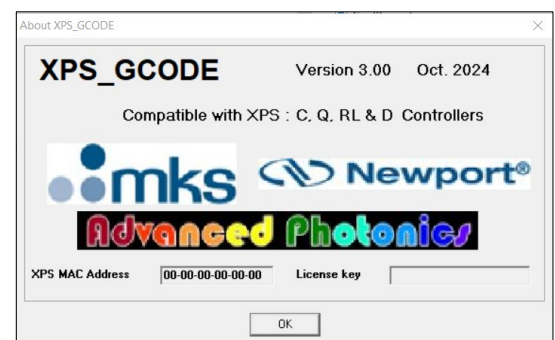 About XPS_GCODE
XPS_GCODE Version 3.00 Oct. 2024
Compatible with XPS : C, Q, RL & D Controllers
mks Newport®
Advanced Photonics
XPS MAC Address 00-00-00-00-00-00 License key
OK